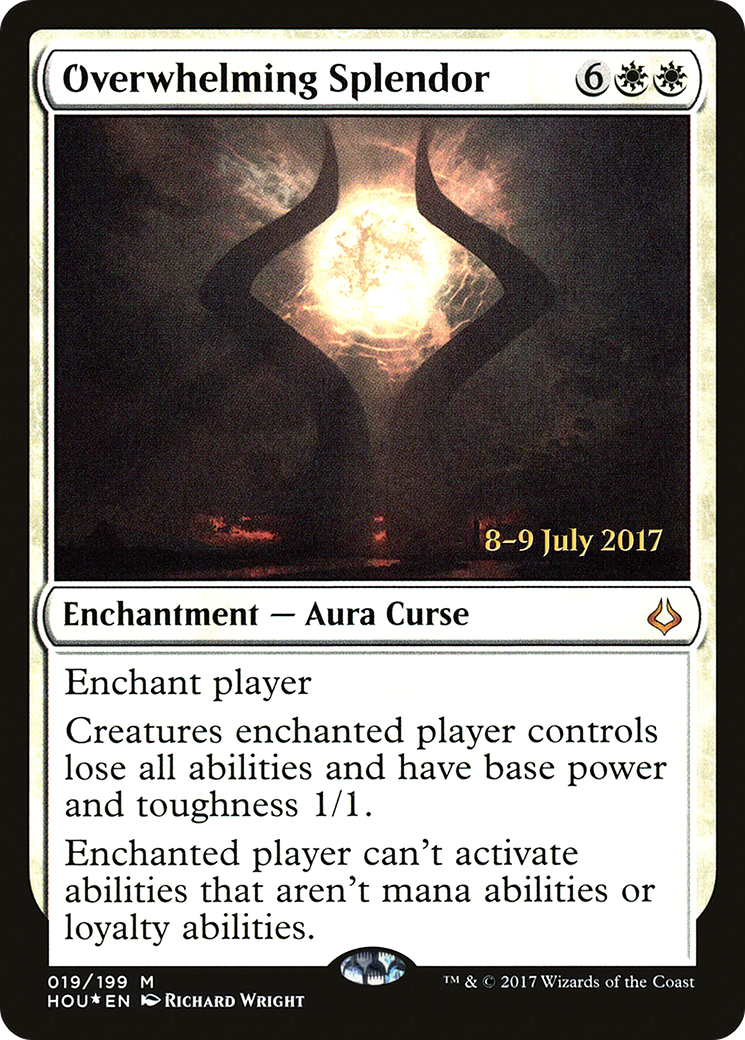 Overwhelming Splendor 6
8–9 July 2017
Enchantment — Aura Curse
Enchant player
Creatures enchanted player controls
lose all abilities and have base power
and toughness 1/1.
Enchanted player can't activate
abilities that aren't mana abilities or
loyalty abilities.
019/199 M
HOU★EN Richard Wright
™ & © 2017 Wizards of the Coast